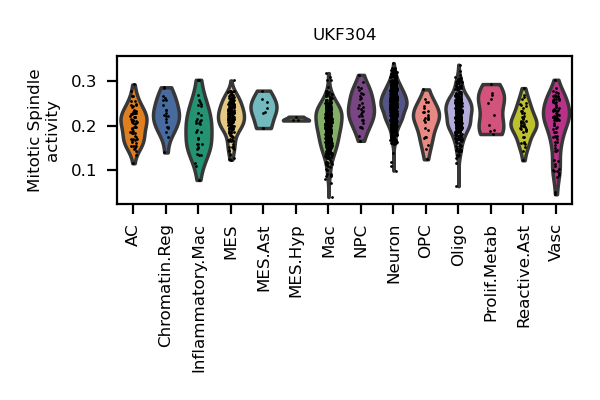 UKF304
Mitotic Spindle
activity
0.3
0.2
0.1
AC
Chromatin.Reg
Inflammatory.Mac
MES
MES.Ast
MES.Hyp
Mac
NPC
Neuron
OPC
Oligo
Prolif.Metab
Reactive.Ast
Vasc